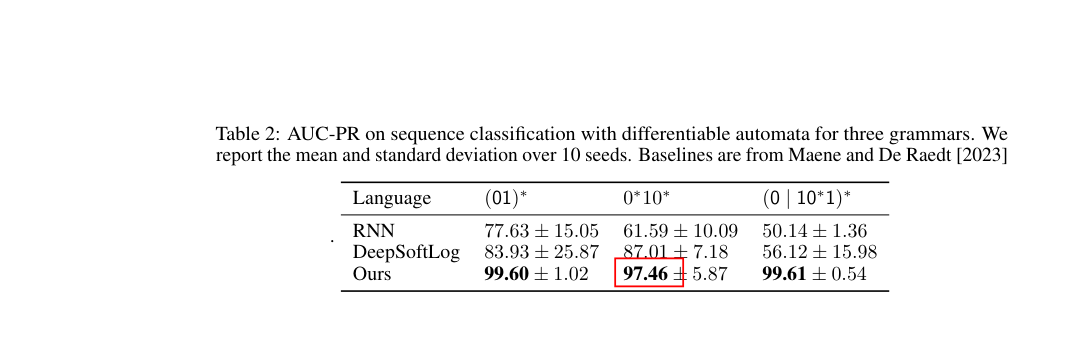 Table 2: AUC-PR on sequence classification with differentiable automata for three grammars. We
report the mean and standard deviation over 10 seeds. Baselines are from Maene and De Raedt [2023]
Language (01)* 0*10* (0 | 10*1)*
RNN 77.63 ± 15.05 61.59 ± 10.09 50.14 ± 1.36
DeepSoftLog 83.93 ± 25.87 87.01 ± 7.18 56.12 ± 15.98
Ours 99.60 ± 1.02 97.46 ± 5.87 99.61 ± 0.54